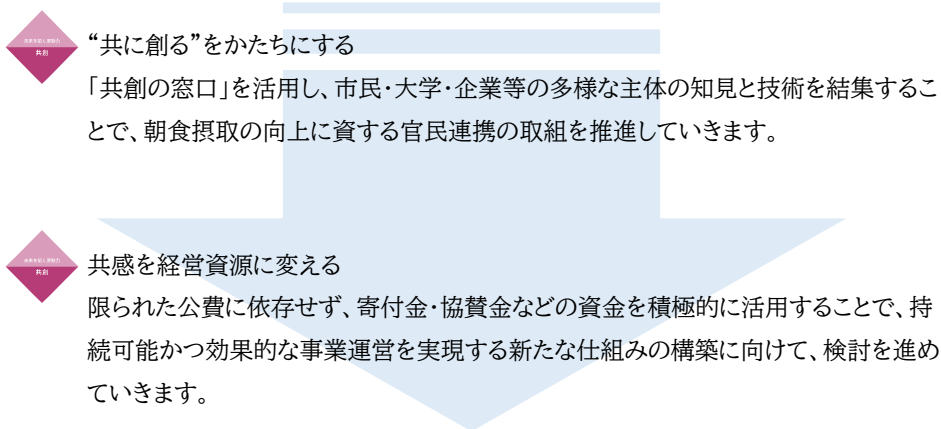 “共に創る”をかたちにする
共創
「共創の窓口」を活用し、市民・大学・企業等の多様な主体の知見と技術を結集するこ
とで、朝食摂取の向上に資する官民連携の取組を推進していきます。
共感を経営資源に変える
共創
限られた公費に依存せず、寄付金・協賛金などの資金を積極的に活用することで、持
続可能かつ効果的な事業運営を実現する新たな仕組みの構築に向けて、検討を進め
ていきます。